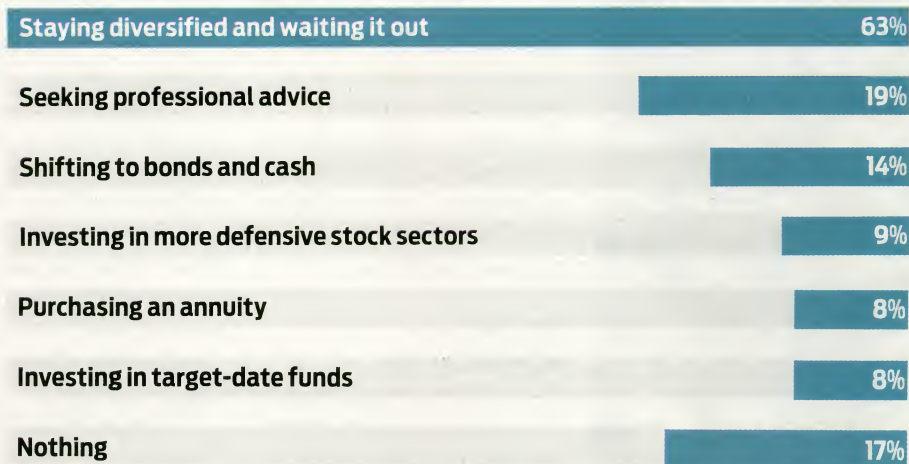 Staying diversified and waiting it out 63%
Seeking professional advice 19%
Shifting to bonds and cash 14%
Investing in more defensive stock sectors 9%
Purchasing an annuity 8%
Investing in target-date funds 8%
Nothing 17%